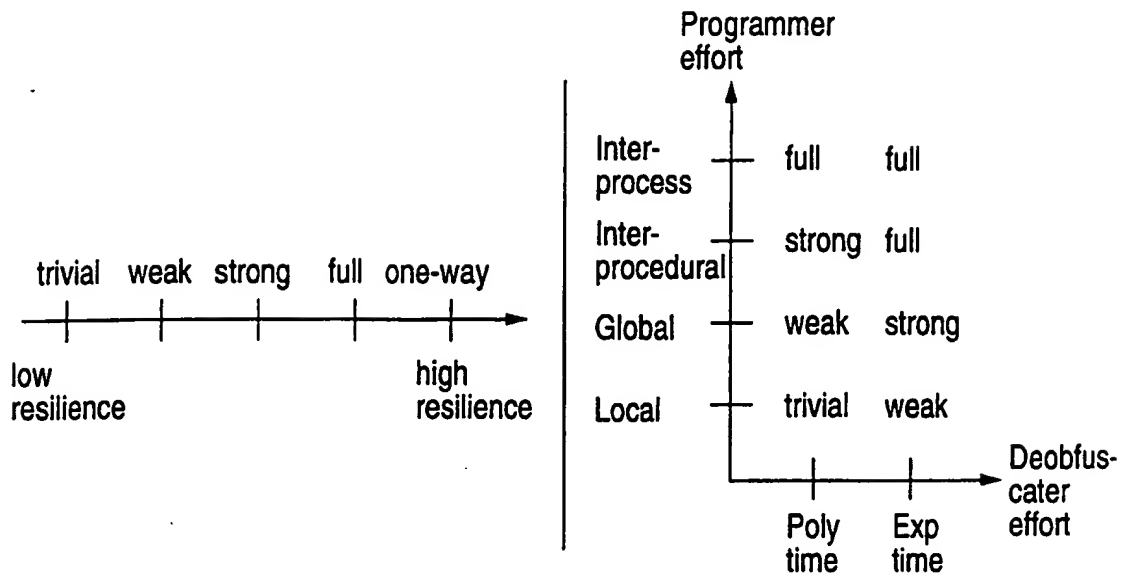 trivial weak strong full one-way
low
resilience
high
resilience
Programmer
effort
Inter-
process
full full
Inter-
procedural
strong full
Global
weak strong
Local
trivial weak
Poly
time
Exp
time
Deobfus-
cater
effort